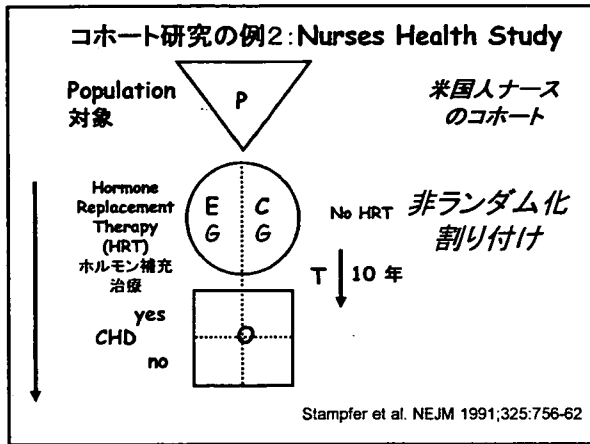 コホート研究の例2:Nurses Health Study
Population
対象
P
米国人ナース
のコホート
Hormone
Replacement
Therapy
(HRT)
ホルモン補充
治療
E
G
C
G
No HRT
非ランダム化
割り付け
T
10 年
yes
CHD
no
O
Stampfer et al. NEJM 1991;325:756-62